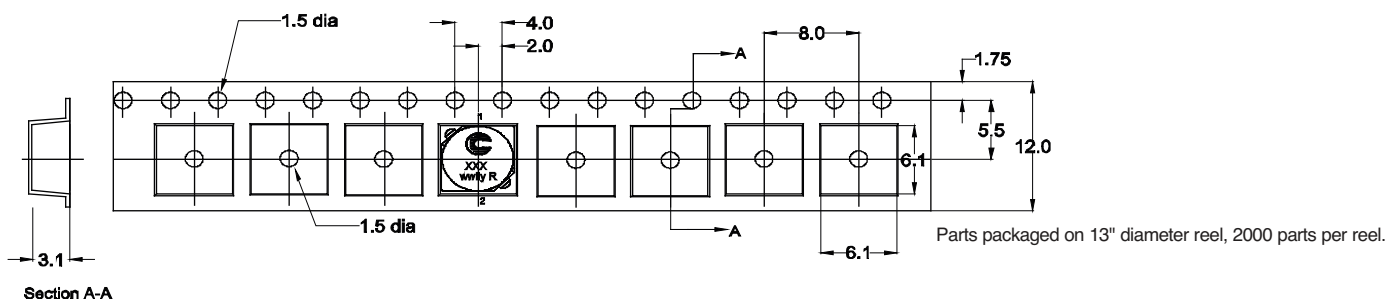 1.5 dia
4.0
2.0
A
8.0
1.75
5.5
12.0
6.1
1
C
XXX
wwlly R
2
1.5 dia
A
6.1
3.1
Section A-A
Parts packaged on 13" diameter reel, 2000 parts per reel.